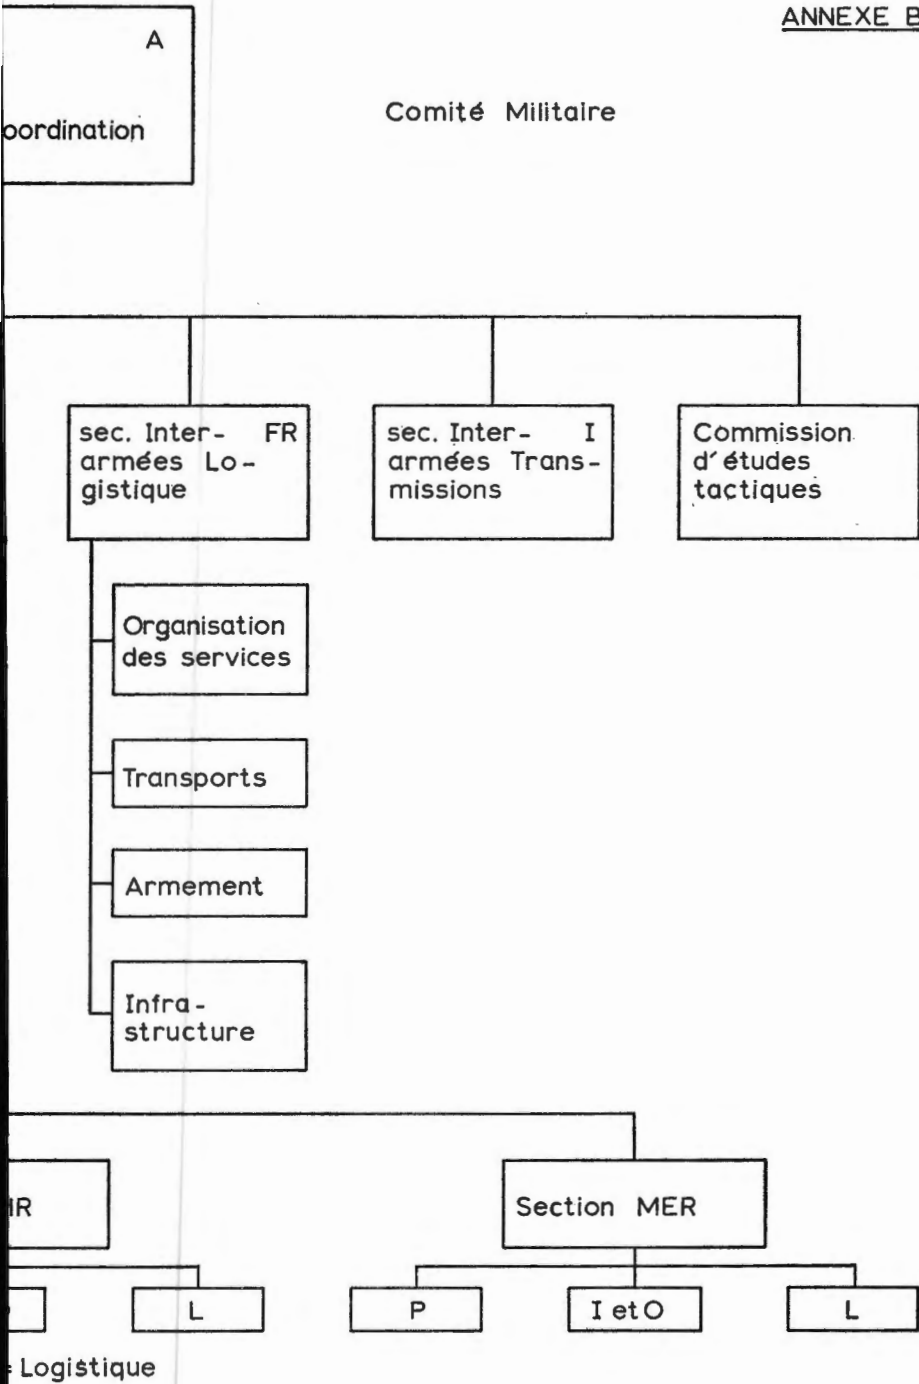 ANNEXE B
A
oordination
Comité Militaire
sec. Inter- FR
armées Lo-
gistique
sec. Inter- I
armées Trans-
missions
Commission
d'études
tactiques
Organisation
des services
Transports
Armement
Infra-
structure
Section MER
L
P
I et O
L
= Logistique